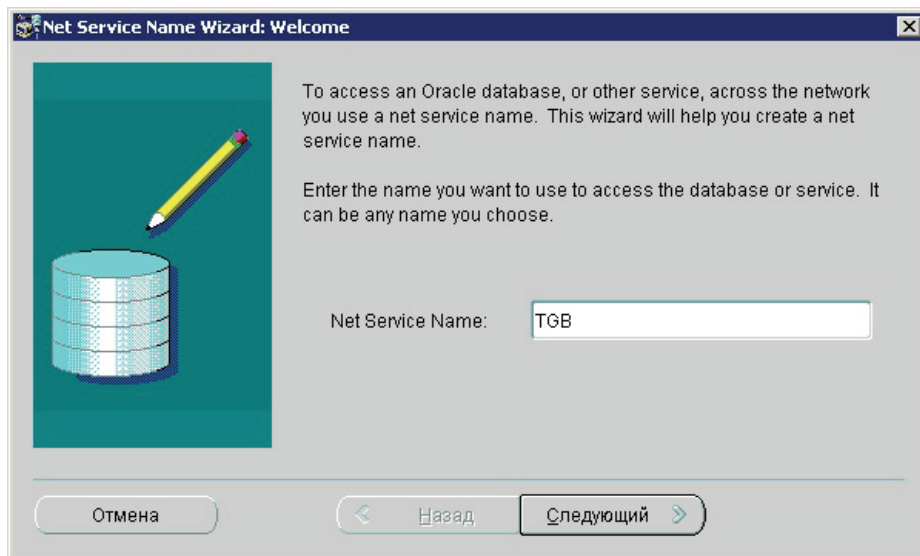 Net Service Name Wizard: Welcome
To access an Oracle database, or other service, across the network
you use a net service name. This wizard will help you create a net
service name.
Enter the name you want to use to access the database or service. It
can be any name you choose.
Net Service Name: TGB
Отмена Назад Следующий